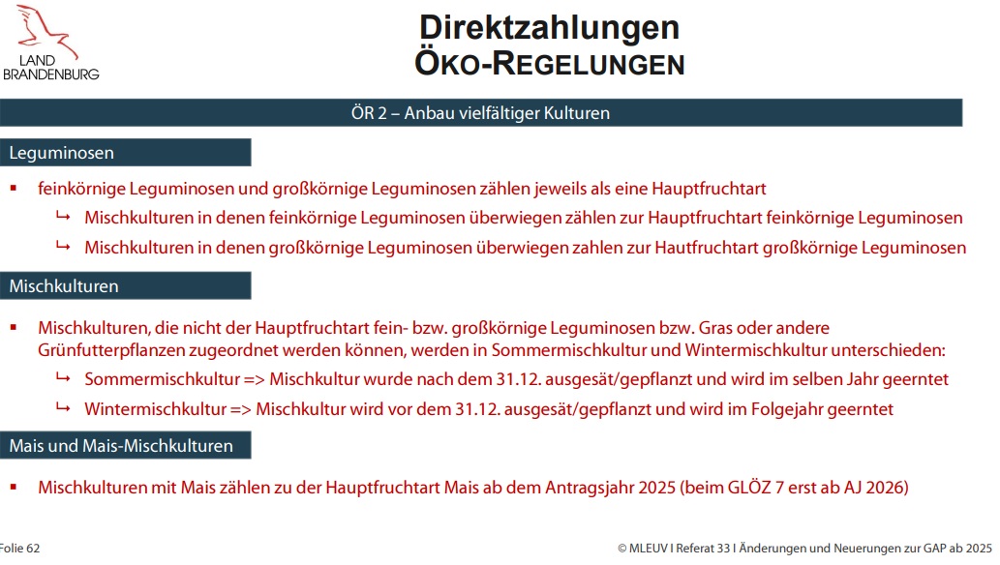 LAND
BRANDENBURG
Direktzahlungen
ÖKO-REGELUNGEN
ÖR 2 – Anbau vielfältiger Kulturen
Leguminosen
▪ feinkörnige Leguminosen und großkörnige Leguminosen zählen jeweils als eine Hauptfruchtart
↪ Mischkulturen in denen feinkörnige Leguminosen überwiegen zählen zur Hauptfruchtart feinkörnige Leguminosen
↪ Mischkulturen in denen großkörnige Leguminosen überwiegen zahlen zur Hautfruchtart großkörnige Leguminosen
Mischkulturen
▪ Mischkulturen, die nicht der Hauptfruchtart fein- bzw. großkörnige Leguminosen bzw. Gras oder andere
Grünfutterpflanzen zugeordnet werden können, werden in Sommermischkultur und Wintermischkultur unterschieden:
↪ Sommermischkultur => Mischkultur wurde nach dem 31.12. ausgesät/gepflanzt und wird im selben Jahr geerntet
↪ Wintermischkultur => Mischkultur wird vor dem 31.12. ausgesät/gepflanzt und wird im Folgejahr geerntet
Mais und Mais-Mischkulturen
▪ Mischkulturen mit Mais zählen zu der Hauptfruchtart Mais ab dem Antragsjahr 2025 (beim GLÖZ 7 erst ab AJ 2026)
Folie 62
© MLEUV I Referat 33 I Änderungen und Neuerungen zur GAP ab 2025